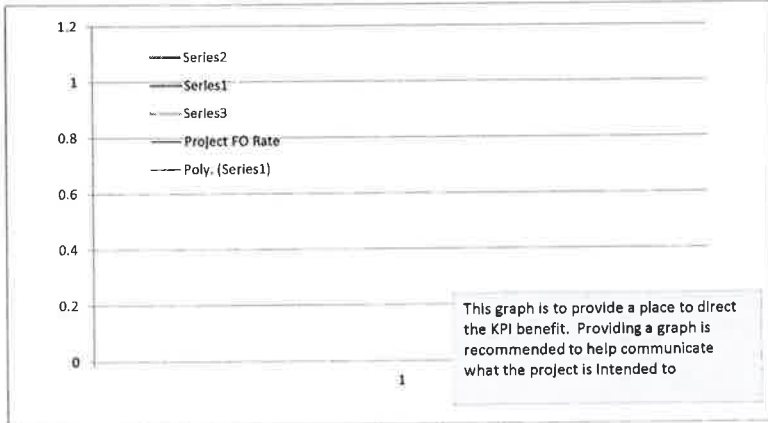 1.2
Series2
1
Series1
Series3
0.8
Project FO Rate
Poly. (Series1)
0.6
0.4
0.2
0
1
This graph is to provide a place to direct
the KPI benefit. Providing a graph is
recommended to help communicate
what the project is intended to